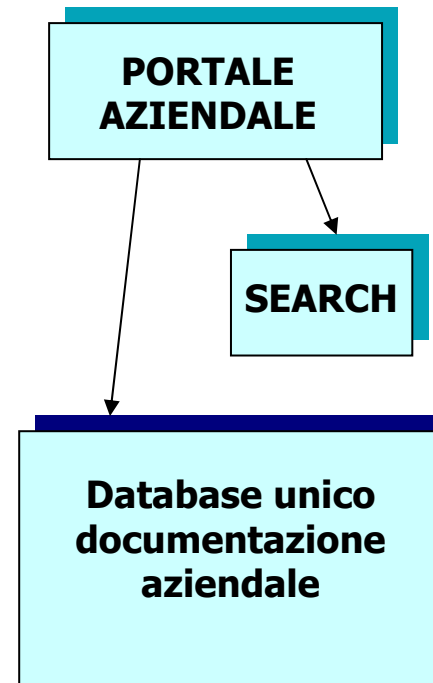 PORTALE
AZIENDALE
SEARCH
Database unico
documentazione
aziendale